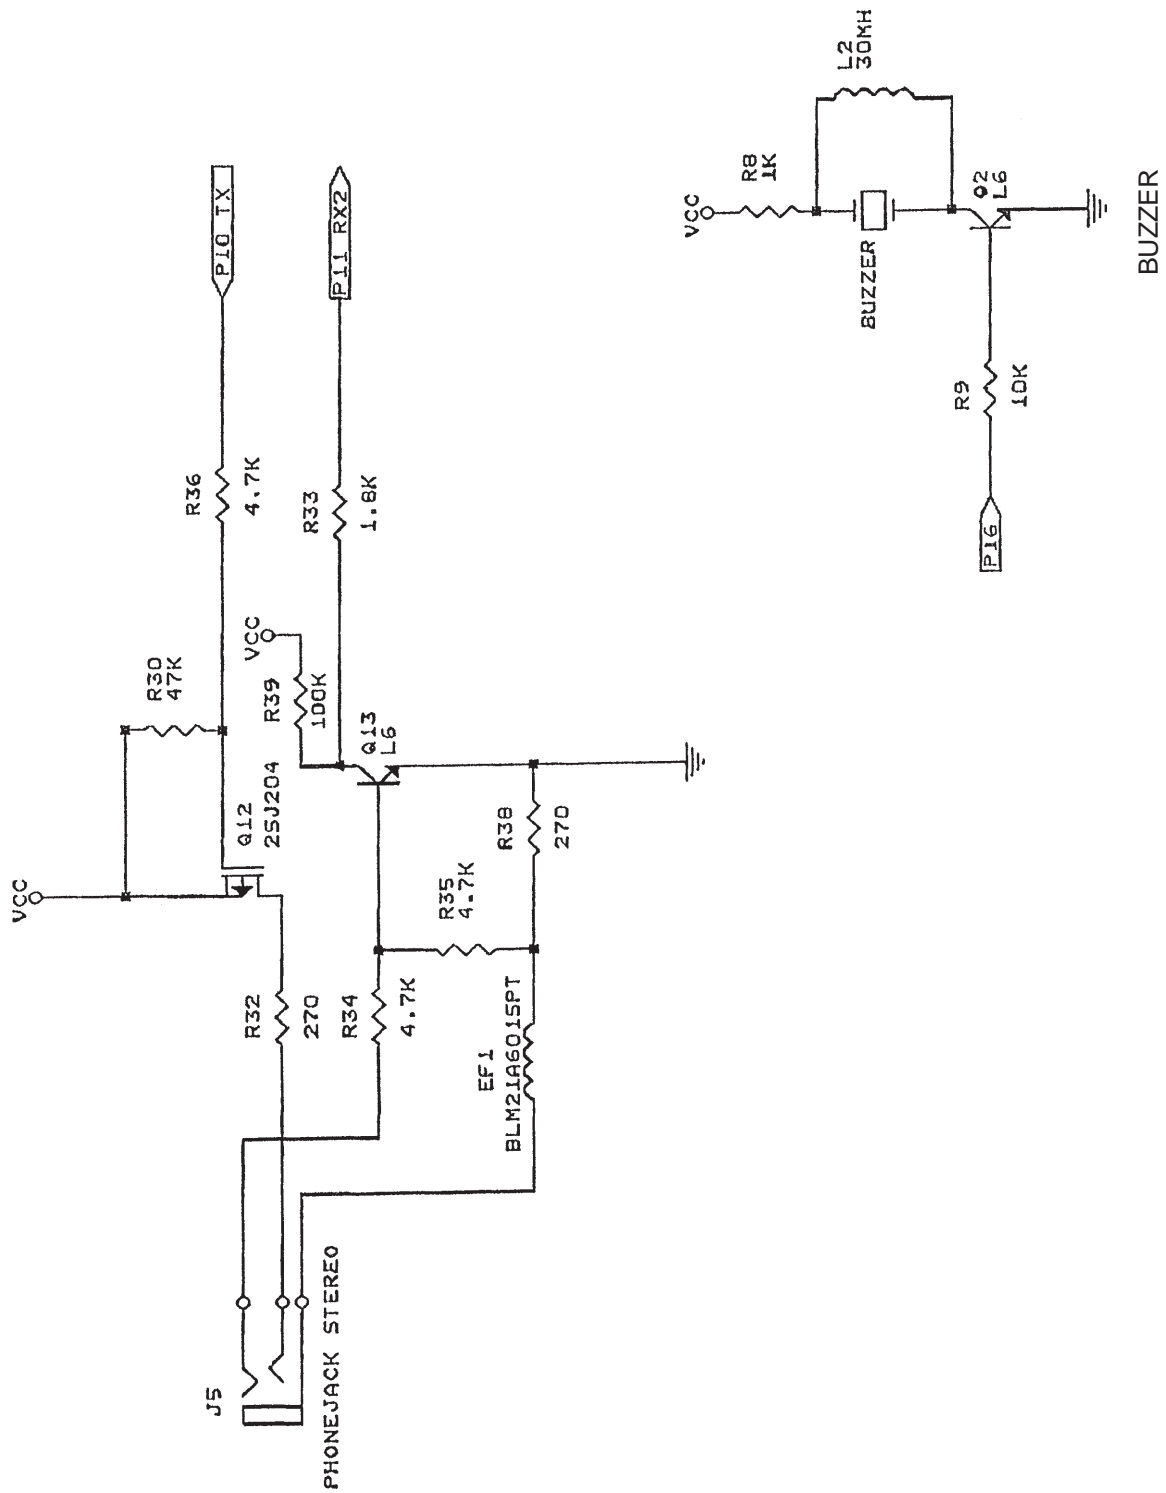 VCC
R30
47K
R36
4.7K
P10 TX
Q12
2SJ204
VCC
R39
100K
R33
1.8K
P11 RX2
Q13
L6
J5
R32
270
R34
4.7K
R35
4.7K
R38
270
EF1
BLM21A601SPT
PHONEJACK STEREO
VCC
R8
1K
L2
30MH
BUZZER
Q2
L6
R9
10K
P16
BUZZER